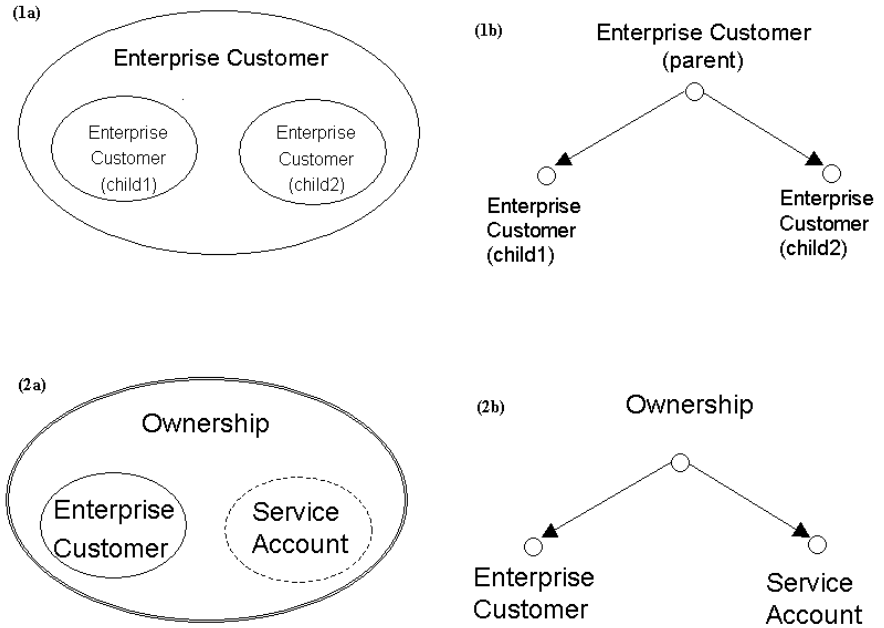 (1a)
Enterprise Customer
Enterprise
Customer
(child1)
Enterprise
Customer
(child2)
(1b)
Enterprise Customer
(parent)
Enterprise
Customer
(child1)
Enterprise
Customer
(child2)
(2a)
Ownership
Enterprise
Customer
Service
Account
(2b)
Ownership
Enterprise
Customer
Service
Account